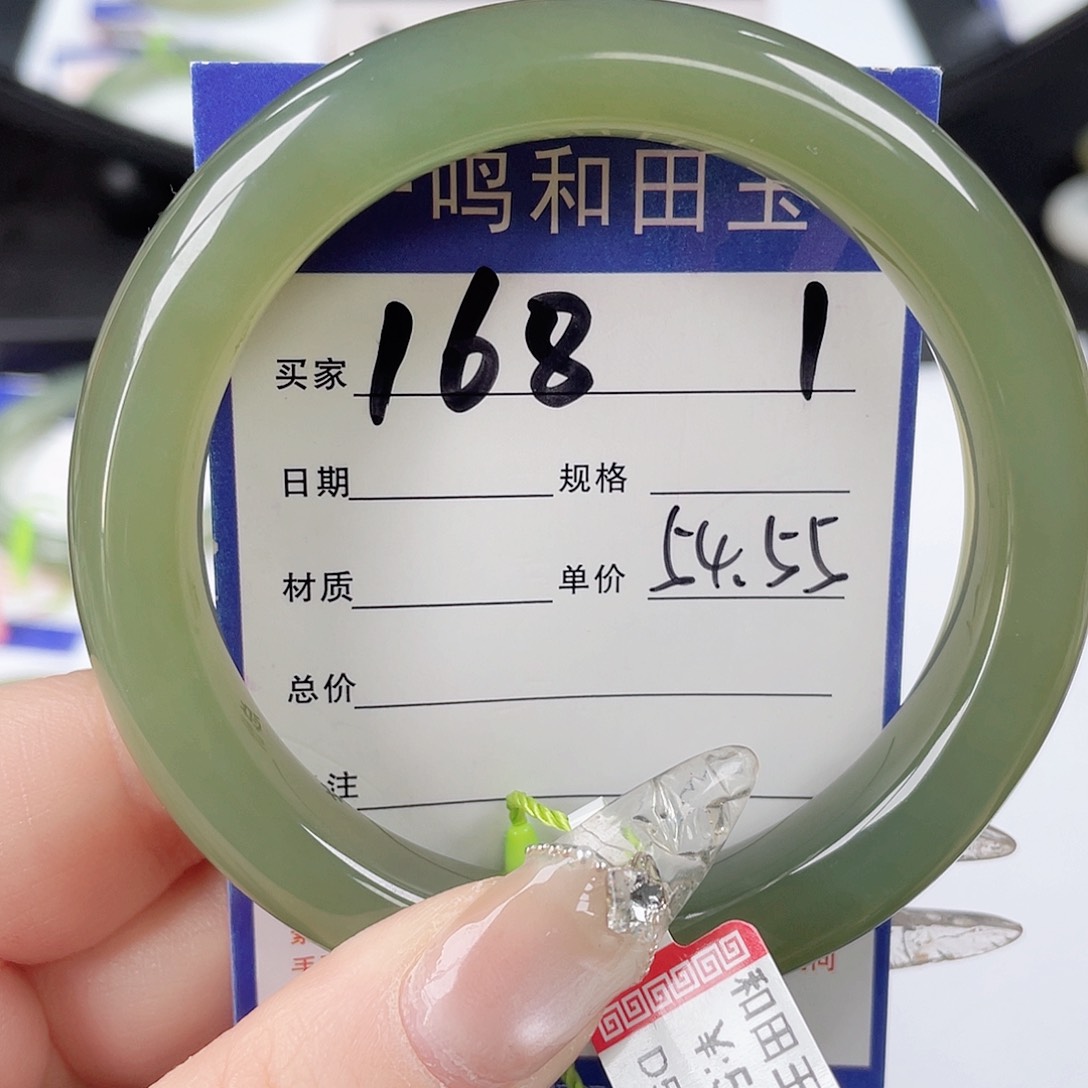 鸣和田玉
买家 168 1
日期 规格
材质 单价 54.55
总价
注
和田玉